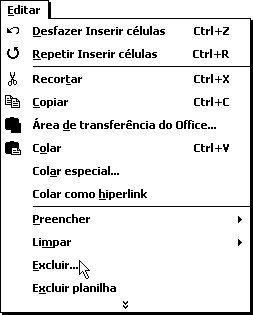 Editar
Desfazer Inserir células Ctrl+Z
Repetir Inserir células Ctrl+R
Recortar Ctrl+X
Copiar Ctrl+C
Área de transferência do Office...
Colar Ctrl+V
Colar especial...
Colar como hiperlink
Preencher
Limpar
Excluir...
Excluir planilha